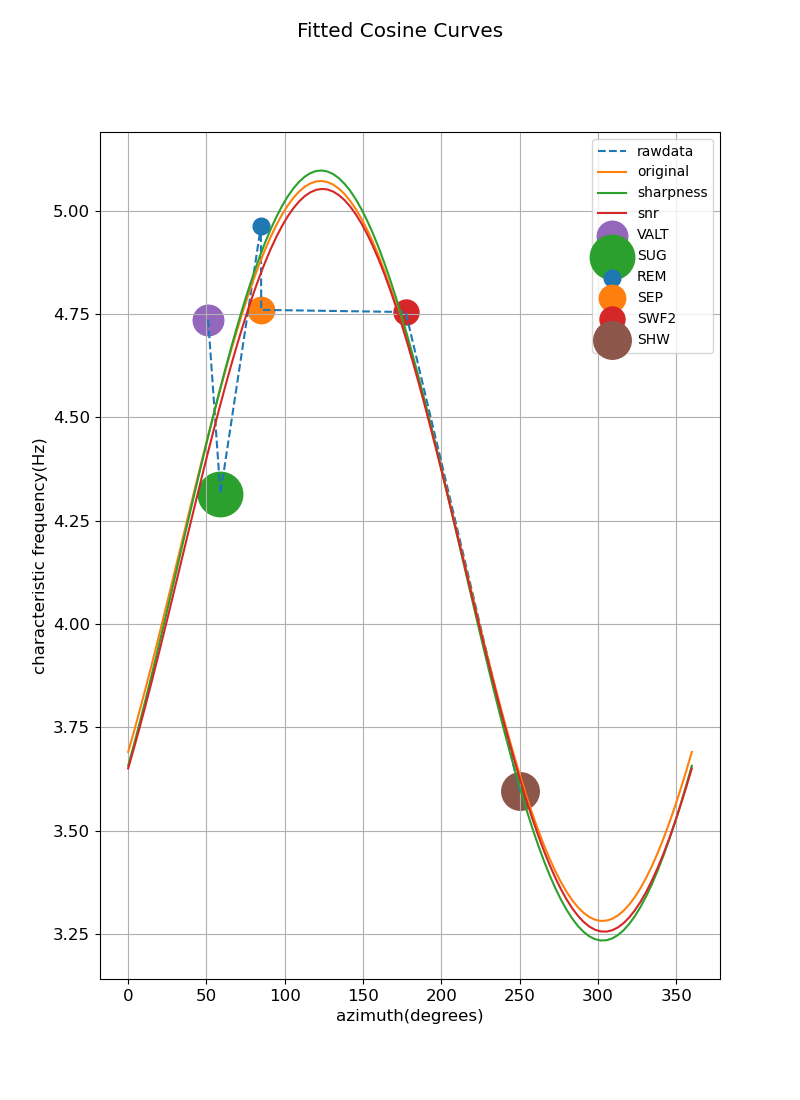 Fitted Cosine Curves
rawdata
original
sharpness
snr
VALT
SUG
REM
SEP
SWF2
SHW
5.00
4.75
4.50
4.25
4.00
3.75
3.50
3.25
characteristic frequency(Hz)
0 50 100 150 200 250 300 350
azimuth(degrees)